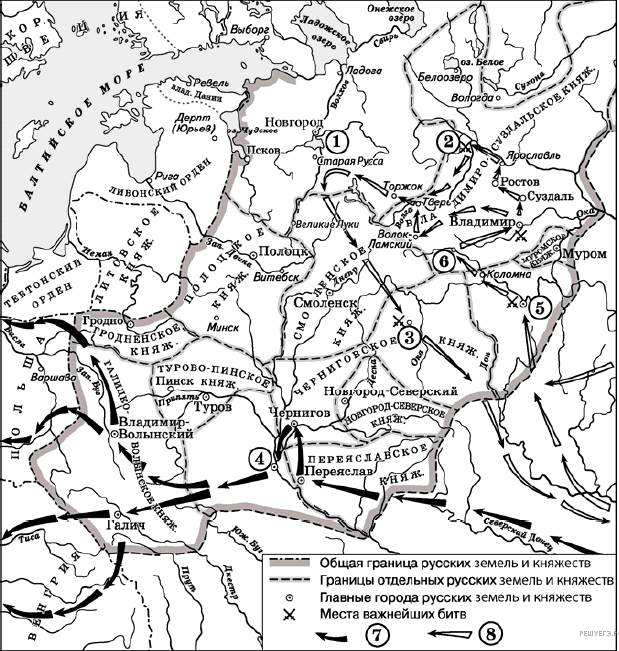 СКОР-
ШВЕ
И
И
Я
БАЛТИЙСКОЕ МОРЕ
Выборг
Ладожское озеро
Онежское озеро
Свирь
оз. Белое
Белоозеро
Сухона
Вологда
Ладога
Волхов
Ревель
влад. Дании
Новгород
1
2
Дерпт
(Юрьев)
оз. Чудское
Псков
Старая Русса
ВЛАДИМИРО-СУЗДАЛЬСКОЕ КНЯЖ.
Ярославль
Ростов
Суздаль
Рига
ЛИВОНСКИЙ ОРДЕН
Торжок
Тверь
Волга
Волок-
Ламский
Владимир
Ока
Великие Луки
МУРОМСКОЕ
КНЯЖ.
Муром
ТЕВТОНСКИЙ
ОРДЕН
ЛИТОВСКОЕ
КНЯЖ.
Неман
Зап. Двина
Полоцк
ПОЛОЦКОЕ
КНЯЖ.
Витебск
6
Коломна
5
СМОЛЕНСКОЕ
КНЯЖ.
Днепр
Смоленск
Минск
Гродно
ГРОДНЕНСКОЕ
КНЯЖ.
3
ЧЕРНИГОВСКОЕ
КНЯЖ.
Ока
Дон
Висла
Варшава
Зап. Буг
ПОЛЬША
ТУРОВО-ПИНСКОЕ
КНЯЖ.
Пинск
Припять
Туров
Десна
Новгород-Северский
НОВГОРОД-СЕВЕРСКОЕ
КНЯЖ.
Чернигов
ГАЛИЦКО-
ВОЛЫНСКОЕ КНЯЖ.
Владимир-
Волынский
4
Переяслав
ПЕРЕЯСЛАВСКОЕ
КНЯЖ.
Галич
Тиса
Северский Донец
Юж. Буг
Прут
Днестр
ВЕНГРИЯ
Общая граница русских земель и княжеств
Границы отдельных русских земель и княжеств
Главные города русских земель и княжеств
Места важнейших битв
7
8
РЕШУЕГЭ.Р